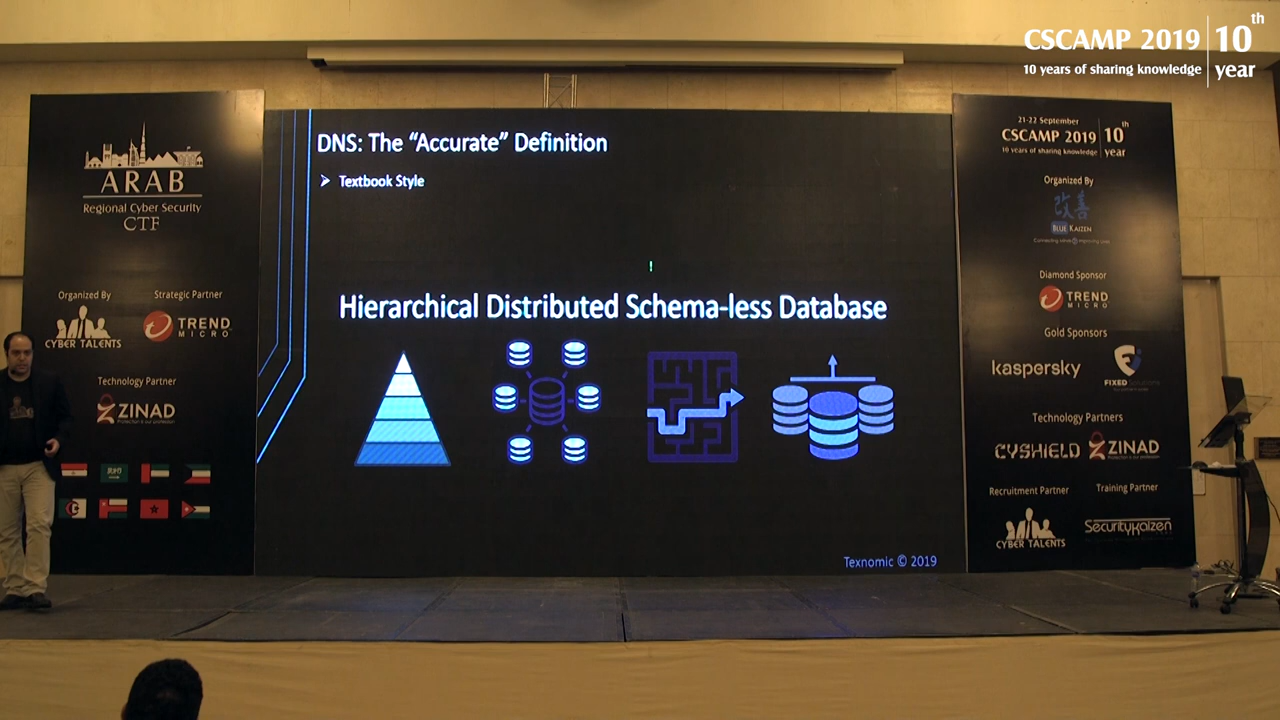 CSCAMP 2019 10th year
10 years of sharing knowledge
ARAB
Regional Cyber Security
CTF
Organized By
CYBER TALENTS
Strategic Partner
TREND MICRO
Technology Partner
ZINAD
DNS: The “Accurate” Definition
➤ Textbook Style
!
Hierarchical Distributed Schema-less Database
Texnomic © 2019
21-22 September
CSCAMP 2019 10th year
10 years of sharing knowledge
Organized By
改善
BLUE KAIZEN
Diamond Sponsor
TREND MICRO
Gold Sponsors
kaspersky
FIXED Solutions
Technology Partners
CYSHIELD
ZINAD
Recruitment Partner
CYBER TALENTS
Training Partner
Securitykaizen